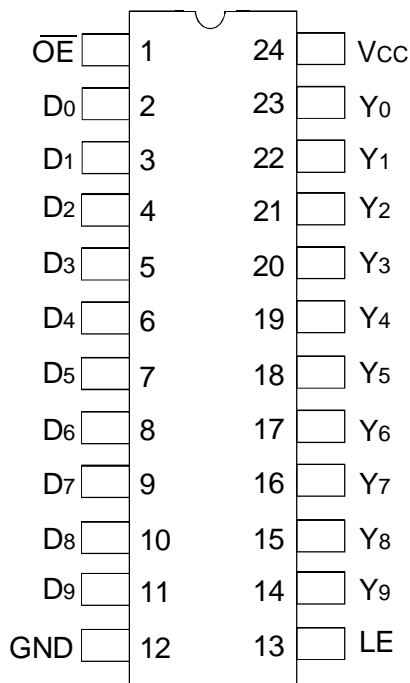 O̅E̅ 1 24 VCC
D0 2 23 Y0
D1 3 22 Y1
D2 4 21 Y2
D3 5 20 Y3
D4 6 19 Y4
D5 7 18 Y5
D6 8 17 Y6
D7 9 16 Y7
D8 10 15 Y8
D9 11 14 Y9
GND 12 13 LE